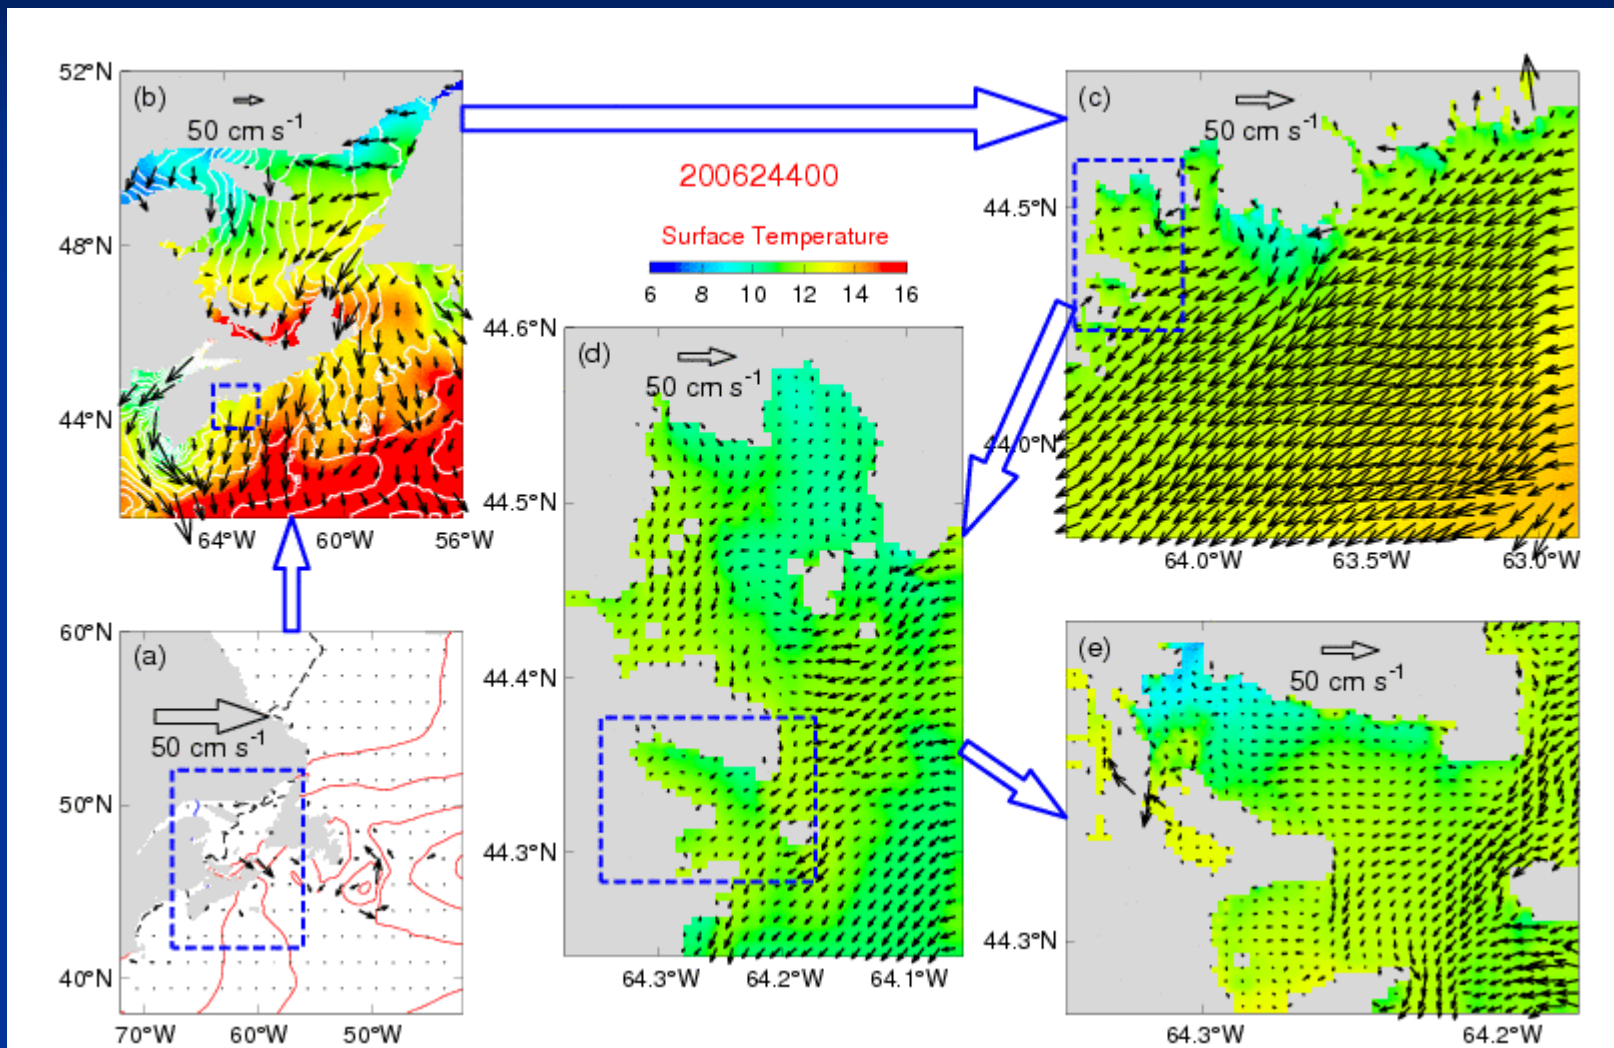 52°N
48°N
44°N
64°W 60°W 56°W
(b)
50 cm s⁻¹
200624400
Surface Temperature
6 8 10 12 14 16
(c)
50 cm s⁻¹
44.5°N
44.0°N
64.0°W 63.5°W 63.0°W
44.6°N
44.5°N
44.4°N
44.3°N
(d)
50 cm s⁻¹
64.3°W 64.2°W 64.1°W
60°N
50°N
40°N
(a)
50 cm s⁻¹
70°W 60°W 50°W
(e)
50 cm s⁻¹
44.3°N
64.3°W 64.2°W